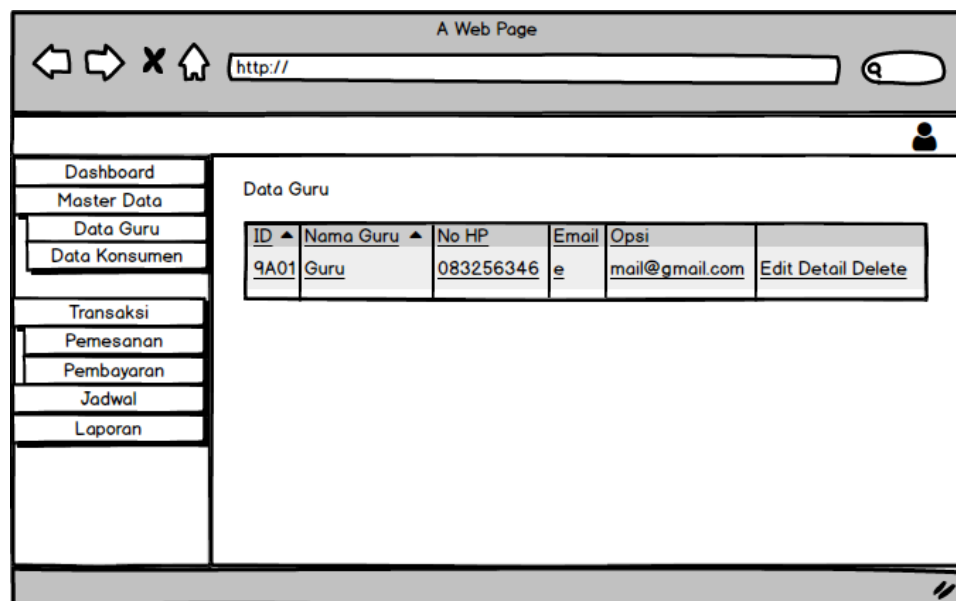 A Web Page
http://
Dashboard
Master Data
Data Guru
Data Konsumen
Transaksi
Pemesanan
Pembayaran
Jadwal
Laporan
Data Guru
ID Nama Guru No HP Email Opsi
9A01 Guru 083256346 e mail@gmail.com Edit Detail Delete